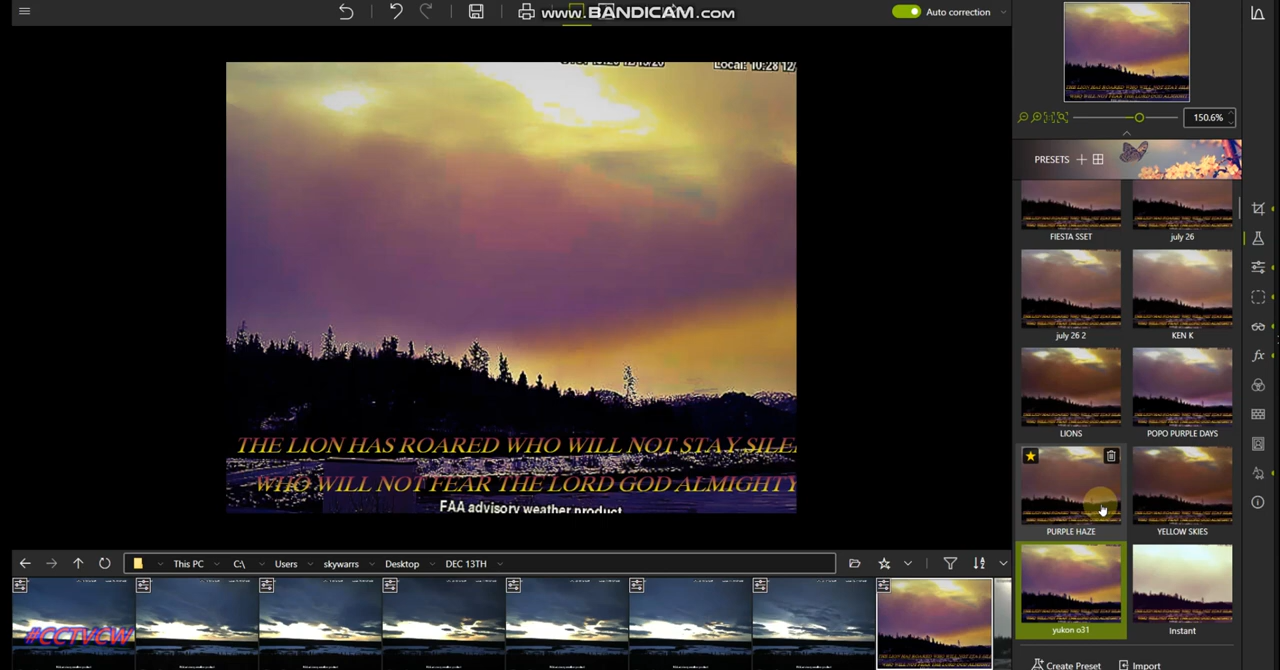 www.BANDICAM.com
Auto correction
Local: 10:28 12/
150.6%
PRESETS
FIESTA SSET
july 26
july 26 2
KEN K
LIONS
POPO PURPLE DAYS
PURPLE HAZE
YELLOW SKIES
yukon o31
Instant
Create Preset
Import
THE LION HAS ROARED WHO WILL NOT STAY SILE
WHO WILL NOT FEAR THE LORD GOD ALMIGHTY
FAA advisory weather product
This PC
C:\
Users
skywarrs
Desktop
DEC 13TH
#CCTVCW